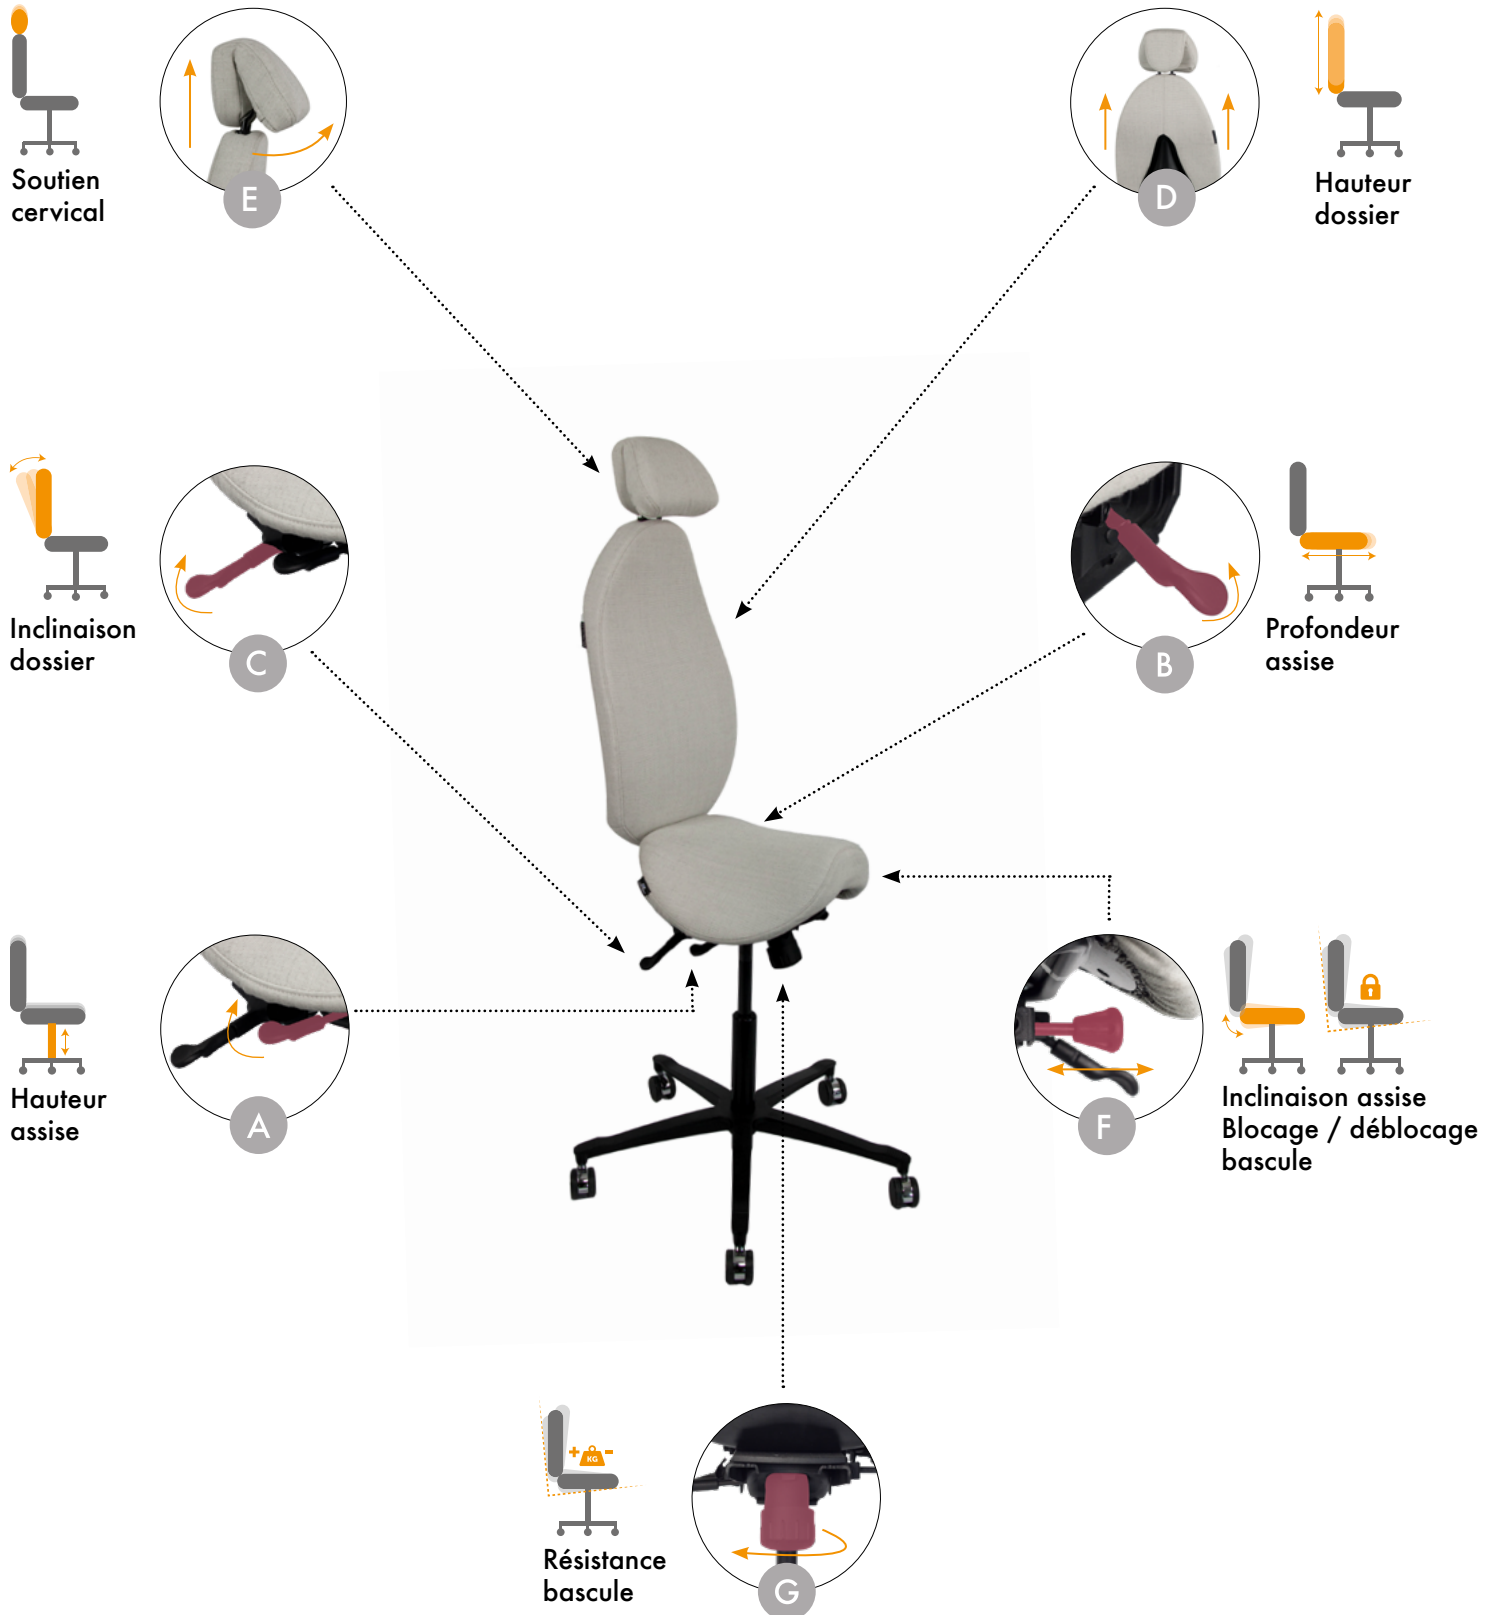 Soutien
cervical
E
D
Hauteur
dossier
Inclinaison
dossier
C
B
Profondeur
assise
Hauteur
assise
A
F
Inclinaison assise
Blocage / déblocage
bascule
+ KG -
Résistance
bascule
G